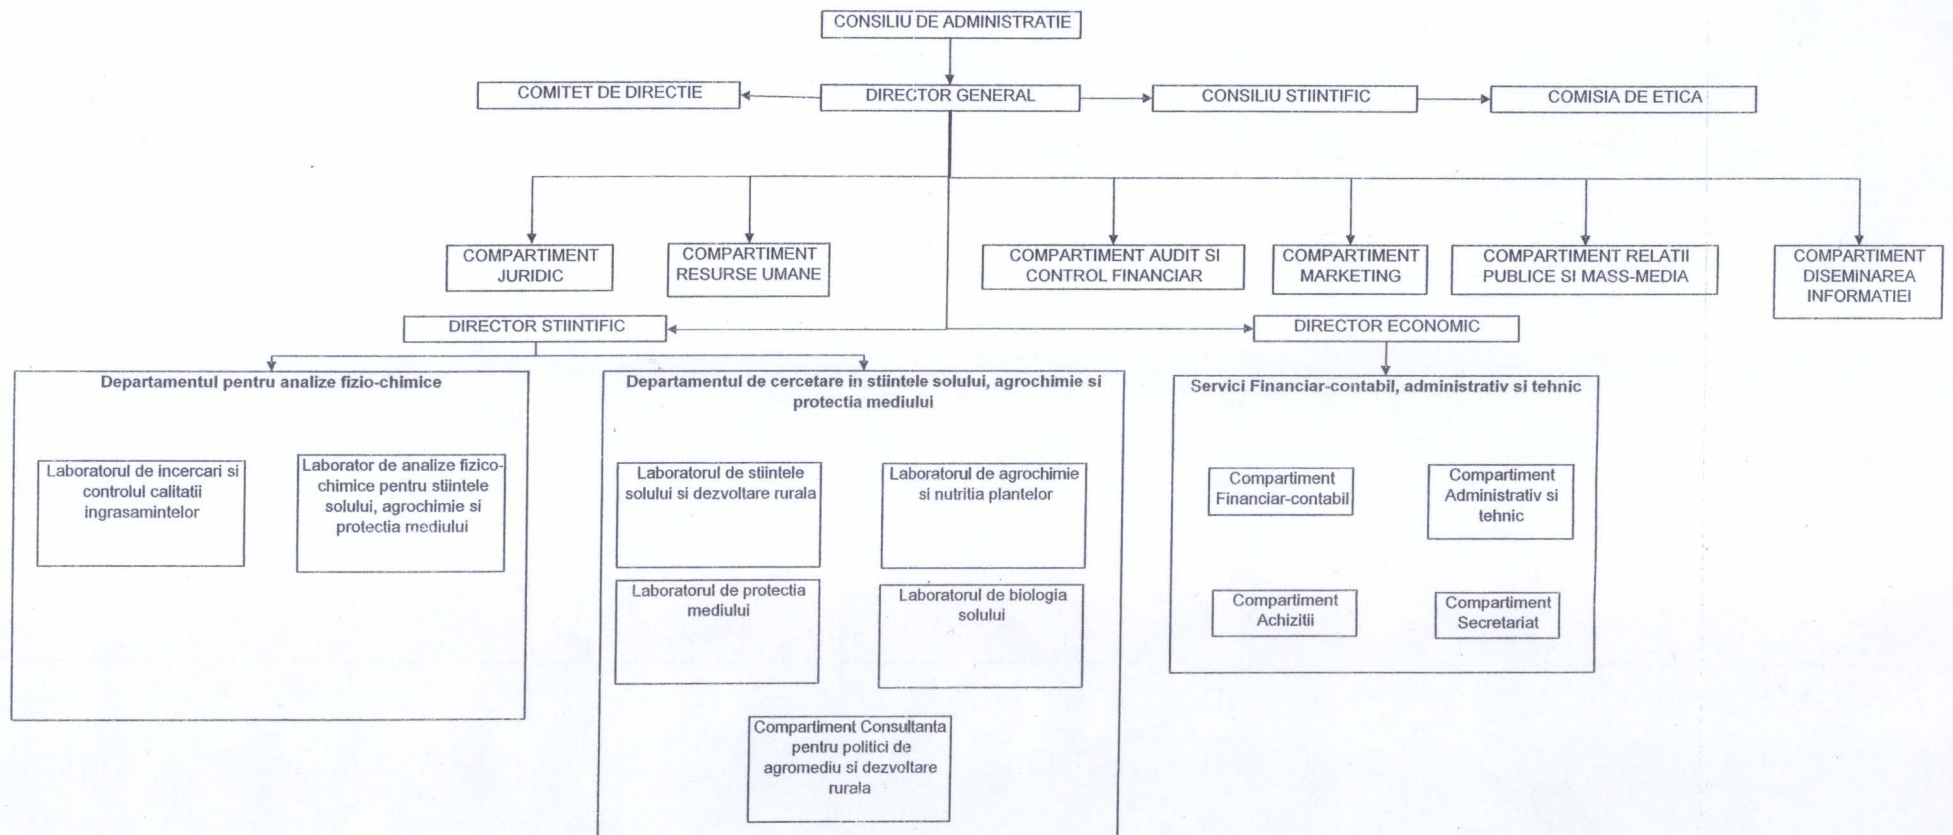 CONSILIU DE ADMINISTRATIE
COMITET DE DIRECTIE
DIRECTOR GENERAL
CONSILIU STIINTIFIC
COMISIA DE ETICA
COMPARTIMENT
JURIDIC
COMPARTIMENT
RESURSE UMANE
COMPARTIMENT AUDIT SI
CONTROL FINANCIAR
COMPARTIMENT
MARKETING
COMPARTIMENT RELATII
PUBLICE SI MASS-MEDIA
COMPARTIMENT
DISEMINAREA
INFORMATIEI
DIRECTOR STIINTIFIC
DIRECTOR ECONOMIC
Departamentul pentru analize fizio-chimice
Laboratorul de incercari si
controlul calitatii
ingrasamintelor
Laborator de analize fizico-
chimice pentru stiintele
solului, agrochimie si
protectia mediului
Departamentul de cercetare in stiintele solului, agrochimie si
protectia mediului
Laboratorul de stiintele
solului si dezvoltare rurala
Laboratorul de agrochimie
si nutritia plantelor
Laboratorul de protectia
mediului
Laboratorul de biologia
solului
Compartiment Consultanta
pentru politici de
agromediu si dezvoltare
rurala
Servici Financiar-contabil, administrativ si tehnic
Compartiment
Financiar-contabil
Compartiment
Administrativ si
tehnic
Compartiment
Achizitii
Compartiment
Secretariat